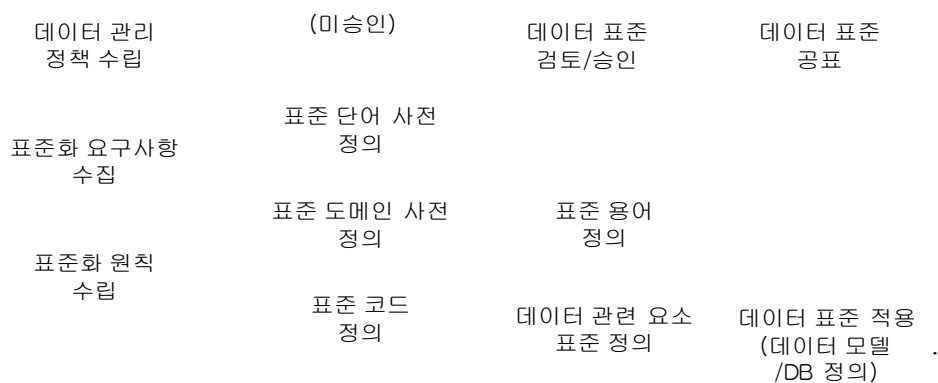 데이터 관리
정책 수립
(미승인)
데이터 표준
검토/승인
데이터 표준
공표
표준 단어 사전
정의
표준화 요구사항
수집
표준 도메인 사전
정의
표준 용어
정의
표준화 원칙
수립
표준 코드
정의
데이터 관련 요소
표준 정의
데이터 표준 적용
(데이터 모델 .
/DB 정의)